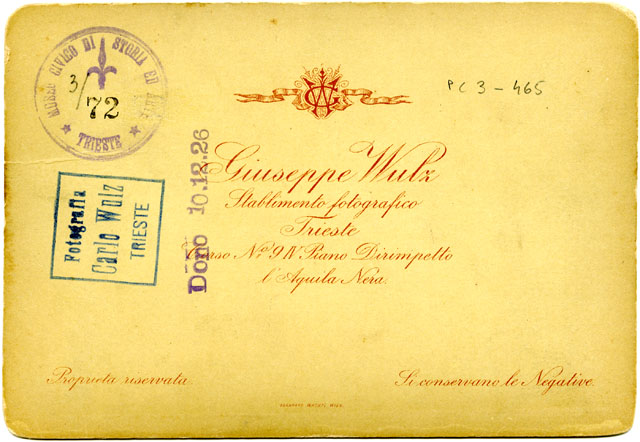 MUSEO CIVICO DI STORIA ED ARTE
3/
72
TRIESTE
PC 3-465
Fotografia
Carlo Wulz
TRIESTE
Dono 10.12.26
GW
Giuseppe Wulz
Stablimento fotografico
Trieste
Corso No. 9 IV Piano Dirimpetto
l'Aquila Nera.
Proprietà riservata.
Si conservano le Negative.